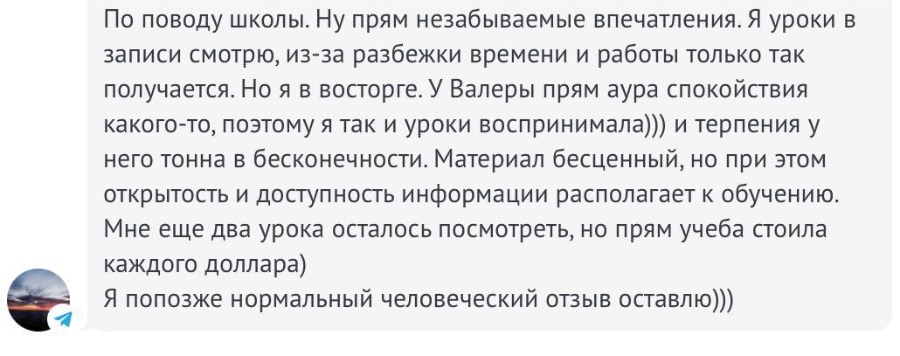 По поводу школы. Ну прям незабываемые впечатления. Я уроки в
записи смотрю, из-за разбежки времени и работы только так
получается. Но я в восторге. У Валеры прям аура спокойствия
какого-то, поэтому я так и уроки воспринимала))) и терпения у
него тонна в бесконечности. Материал бесценный, но при этом
открытость и доступность информации располагает к обучению.
Мне еще два урока осталось посмотреть, но прям учеба стоила
каждого доллара)
Я попозже нормальный человеческий отзыв оставлю)))